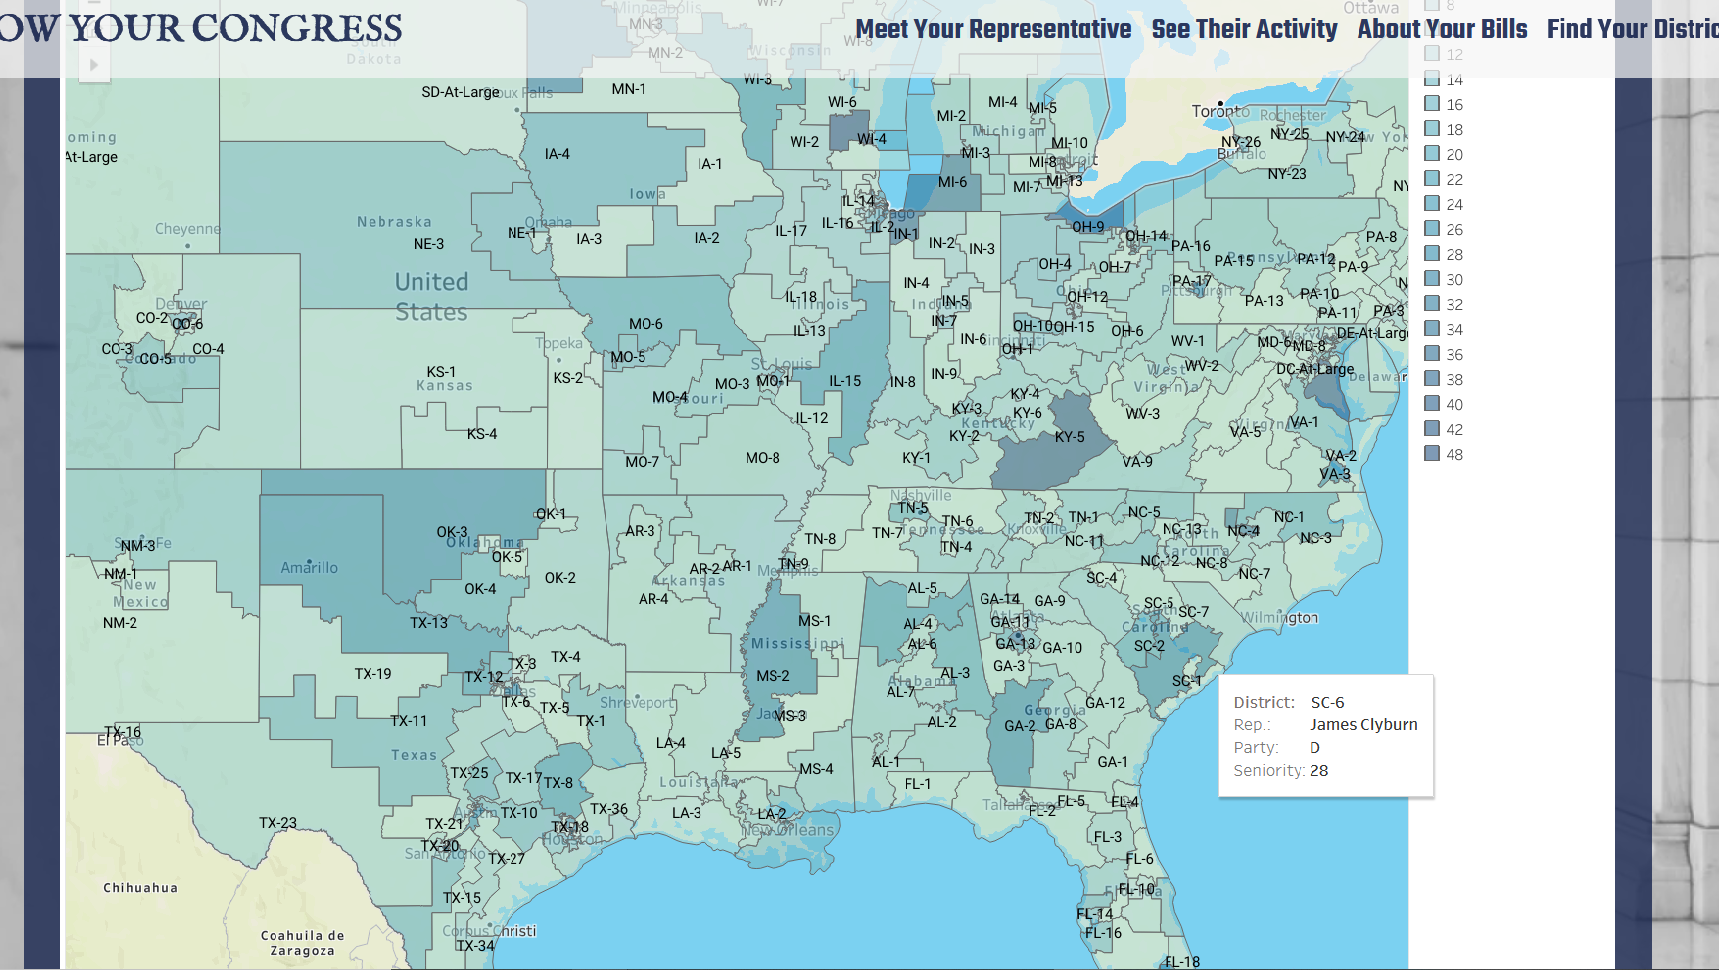 OW YOUR CONGRESS
Meet Your Representative
See Their Activity
About Your Bills
Find Your Distric
Minneapolis
MN-3
MN-2
WI-7
Wisconsin
WI-8
Ottawa
South
Dakota
8
12
14
16
18
20
22
24
26
28
30
32
34
36
38
40
42
48
SD-At-Large
Sioux Falls
MN-1
WI-3
WI-6
WI-2
WI-4
MI-2
MI-4
MI-5
Michigan
MI-10
MI-3
MI-8
Detroit
MI-6
MI-7
MI-13
Toronto
Rochester
NY-26
NY-25
NY-24
New York
Buffalo
NY-23
NY
oming
At-Large
IA-4
IA-1
Iowa
Nebraska
Cheyenne
Omaha
NE-1
NE-3
IA-3
IA-2
IL-14
Chicago
IL-17
IL-16
IL-2
IN-1
IN-2
IN-3
OH-9
OH-14
PA-16
PA-8
Pennsylv
PA-15
PA-12
PA-9
OH-4
OH-7
PA-17
Pittsburgh
PA-10
PA-13
PA-11
PA-3
N
United
States
Denver
CO-2
CO-6
CO-3
CO-5
Colorado
CO-4
IL-18
Illinois
IN-4
IN-5
Indiana
IN-7
Ohio
OH-12
IL-13
MO-6
OH-10
OH-15
OH-6
IN-6
Cincinnati
OH-1
WV-1
MD-6
MD-8
Maryland
DE-At-Large
Topeka
MO-5
St. Louis
KS-1
Kansas
KS-2
MO-3
MO-1
IL-15
IN-8
IN-9
West
Virginia
WV-2
DC-At-Large
Delawar
MO-4
Missouri
IL-12
KY-4
KY-3
KY-6
Kentucky
WV-3
KS-4
KY-2
KY-5
VA-5
Virginia
VA-1
MO-7
MO-8
KY-1
VA-9
VA-2
VA-3
Nashville
TN-5
TN-6
Tennessee
TN-2
Knoxville
TN-1
NC-5
NC-1
OK-1
OK-3
Oklahoma
AR-3
TN-8
TN-7
TN-4
NC-11
NC-13
North
Carolina
NC-4
NC-3
Santa Fe
NM-3
OK-5
NM-1
New
Mexico
Amarillo
OK-2
OK-4
AR-2
AR-1
Arkansas
TN-9
Memphis
NC-12
NC-8
NC-7
SC-4
AL-5
NM-2
TX-13
AR-4
MS-1
Mississippi
GA-14
GA-9
Atlanta
GA-11
SC-5
SC-7
South
Carolina
Wilmington
AL-4
AL-6
GA-13
GA-10
SC-2
TX-19
TX-12
TX-3
TX-4
Dallas
MS-2
Alabama
AL-3
GA-3
SC-1
AL-7
TX-6
TX-5
TX-1
Shreveport
TX-11
MS-3
AL-2
Georgia
GA-2
GA-8
GA-12
TX-16
El Paso
Texas
LA-4
LA-5
MS-4
AL-1
GA-1
TX-25
TX-17
TX-8
Louisiana
FL-1
Austin
TX-10
TX-36
LA-3
LA-2
New Orleans
Tallahassee
FL-2
FL-5
FL-4
TX-23
TX-21
TX-18
Houston
TX-20
San Antonio
TX-27
FL-3
FL-6
TX-15
FL-10
Florida
FL-14
FL-16
Corpus Christi
TX-34
FL-18
Chihuahua
Coahuila de
Zaragoza
District: SC-6
Rep.: James Clyburn
Party: D
Seniority: 28